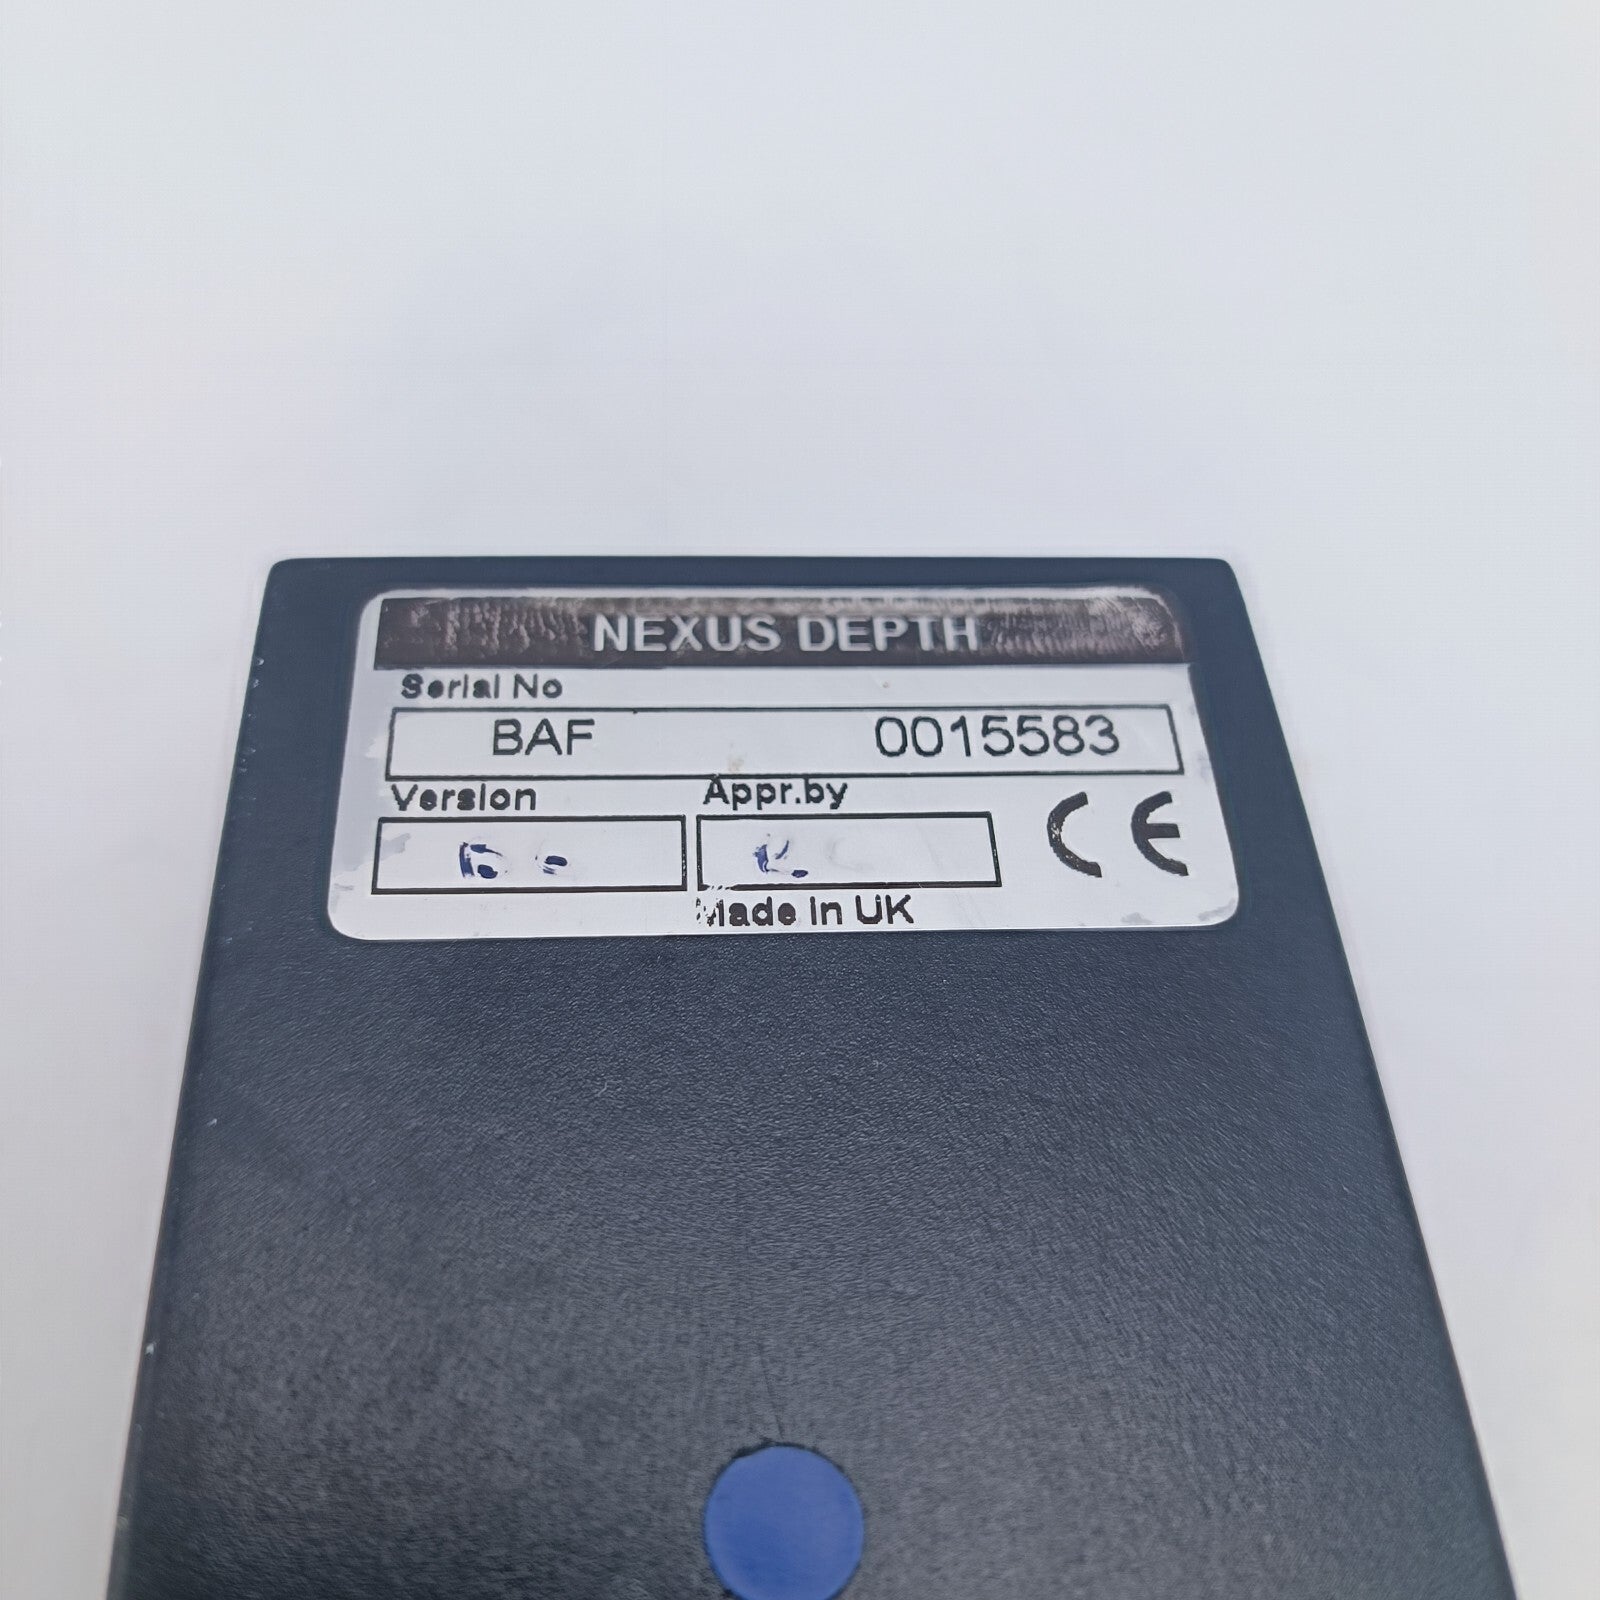 NEXUS DEPTH
Serial No
BAF 0015583
Version Appr.by
CE
Made in UK